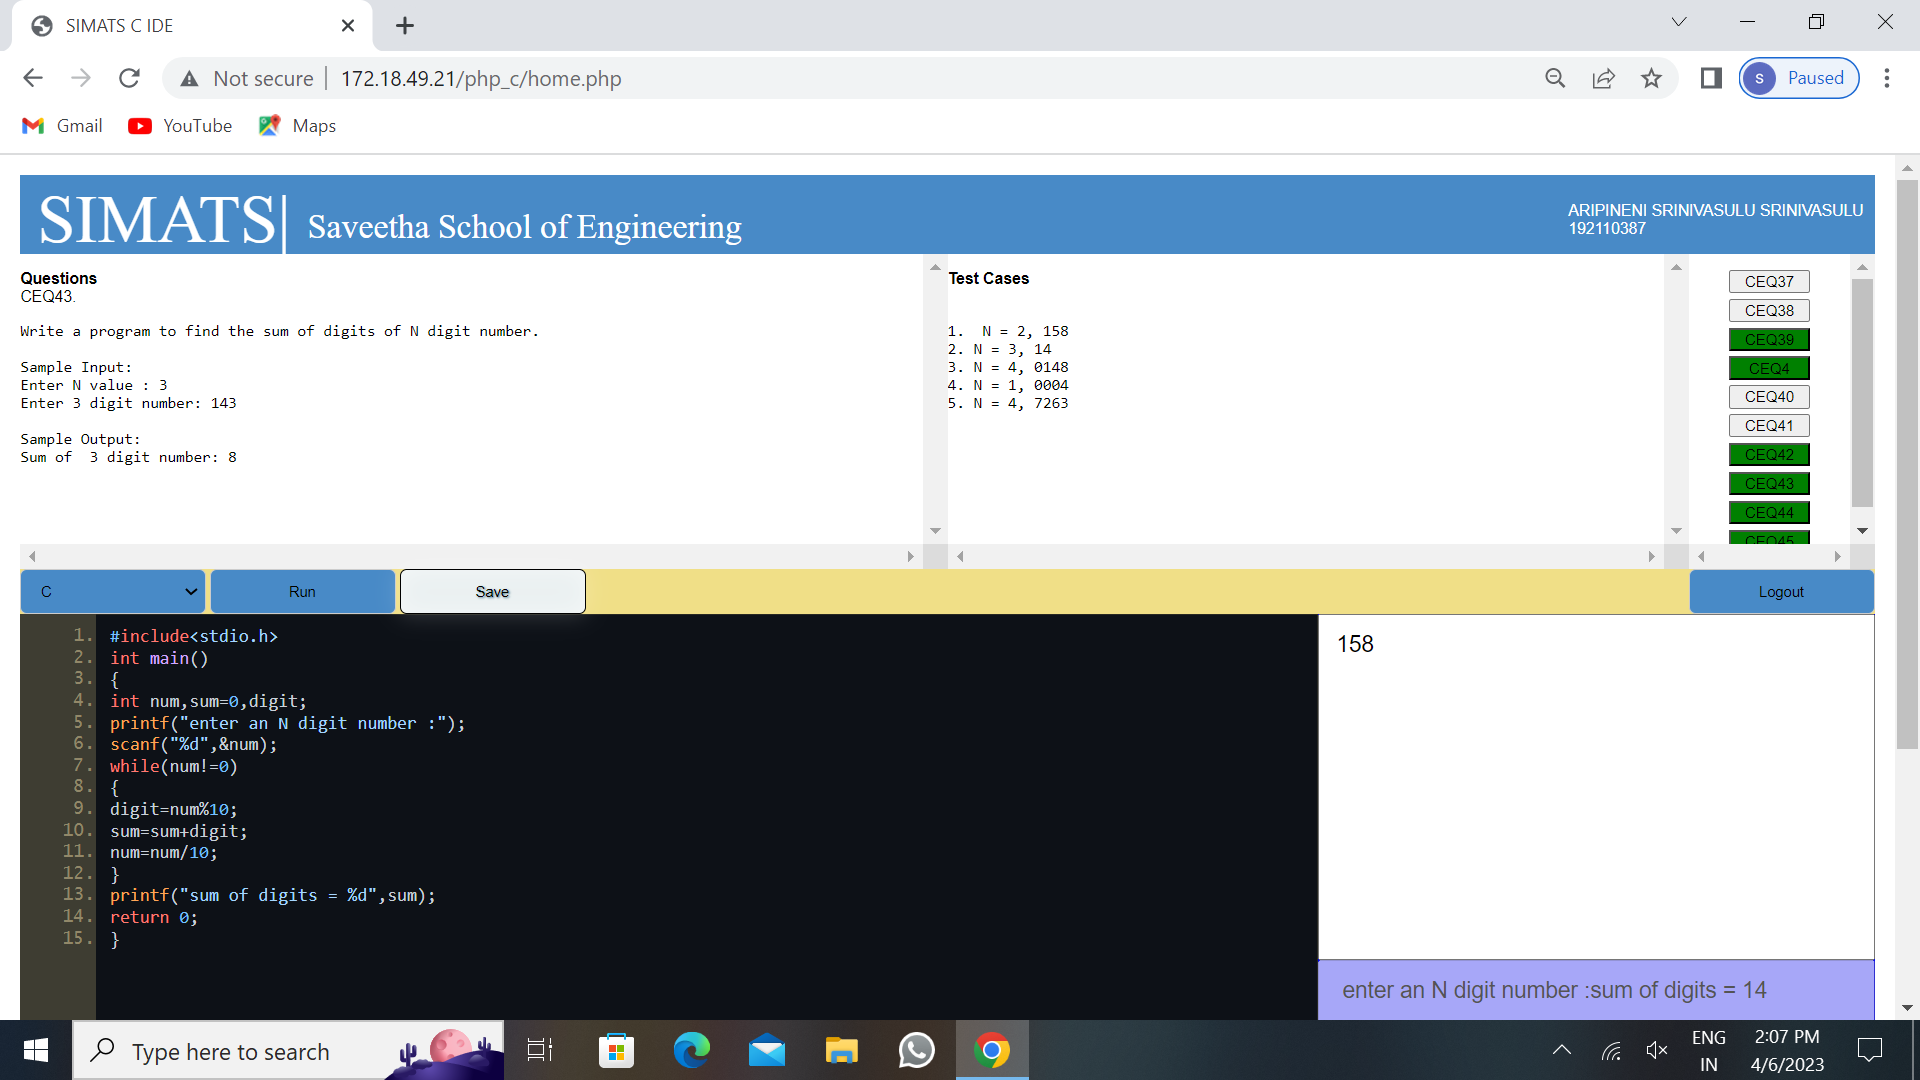 SIMATS C IDE
Not secure | 172.18.49.21/php_c/home.php
S Paused
Gmail YouTube Maps
SIMATS| Saveetha School of Engineering
ARIPINENI SRINIVASULU SRINIVASULU
192110387
Questions
CEQ43.
Write a program to find the sum of digits of N digit number.
Sample Input:
Enter N value : 3
Enter 3 digit number: 143
Sample Output:
Sum of  3 digit number: 8
Test Cases
1.  N = 2, 158
2. N = 3, 14
3. N = 4, 0148
4. N = 1, 0004
5. N = 4, 7263
CEQ37
CEQ38
CEQ39
CEQ4
CEQ40
CEQ41
CEQ42
CEQ43
CEQ44
CEQ45
C Run Save Logout
1. #include<stdio.h>
2. int main()
3. {
4. int num,sum=0,digit;
5. printf("enter an N digit number :");
6. scanf("%d",&num);
7. while(num!=0)
8. {
9. digit=num%10;
10. sum=sum+digit;
11. num=num/10;
12. }
13. printf("sum of digits = %d",sum);
14. return 0;
15. }
158
enter an N digit number :sum of digits = 14
Type here to search
ENG
IN
2:07 PM
4/6/2023